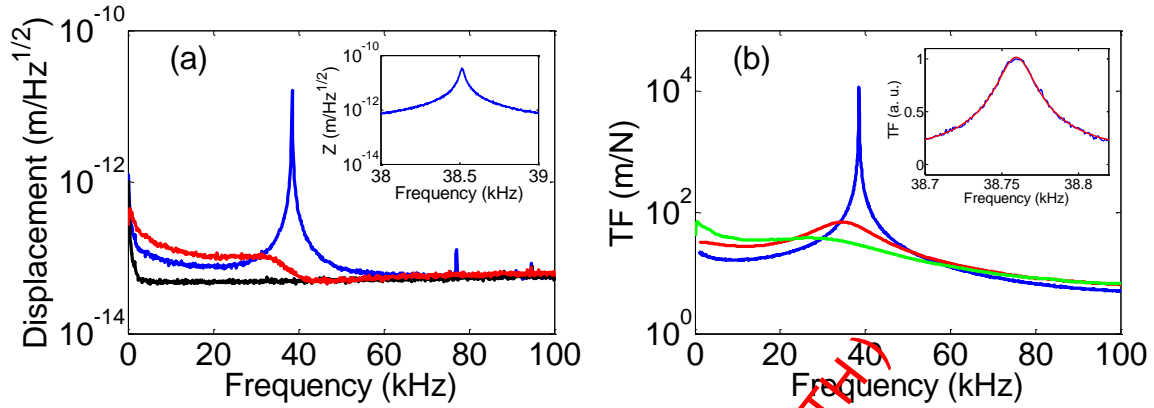 (a)
Displacement (m/Hz^1/2)
10^-10
10^-12
10^-14
0 20 40 60 80 100
Frequency (kHz)
Z (m/Hz^1/2)
10^-10
10^-12
10^-14
38 38.5 39
Frequency (kHz)
(b)
TF (m/N)
10^4
10^2
10^0
0 20 40 60 80 100
Frequency (kHz)
TF (a. u.)
1
0.5
0
38.7 38.76 38.8
Frequency (kHz)
TH)